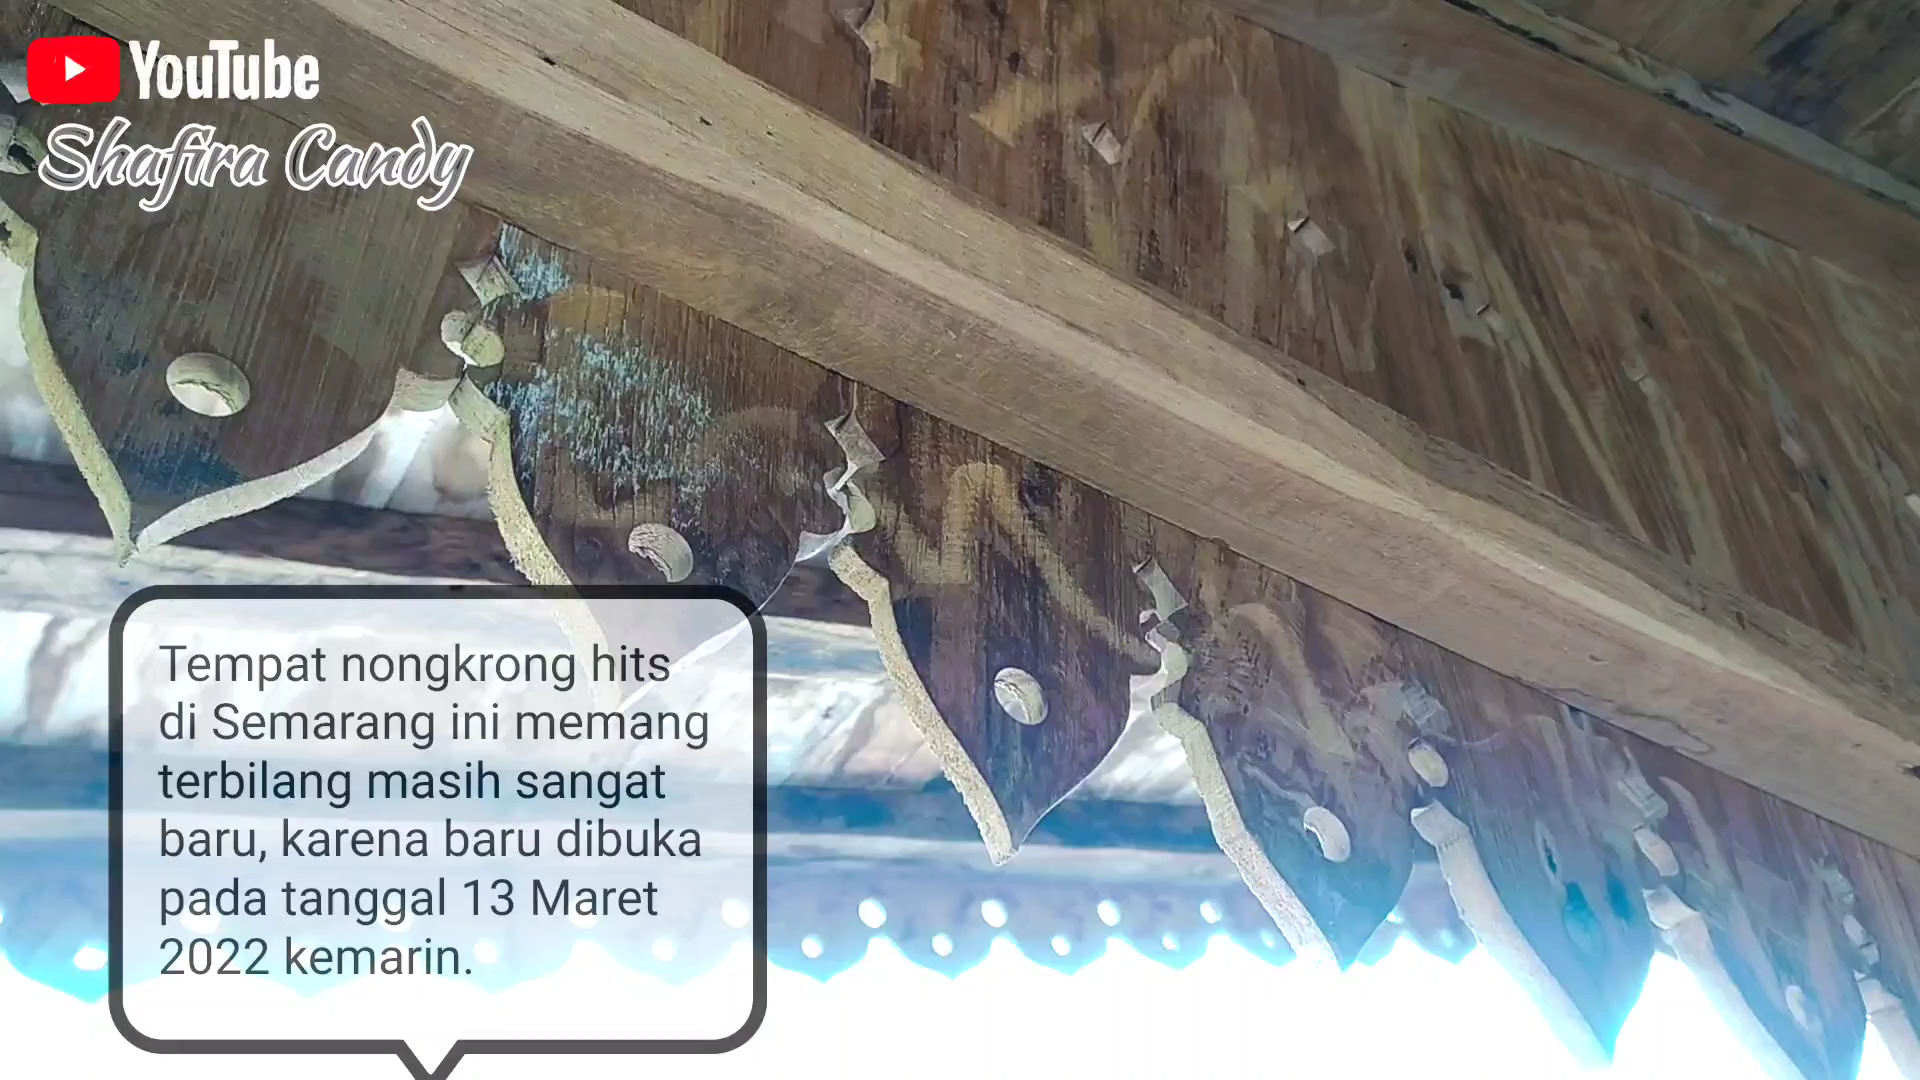 YouTube
Shafira Candy
Tempat nongkrong hits
di Semarang ini memang
terbilang masih sangat
baru, karena baru dibuka
pada tanggal 13 Maret
2022 kemarin.